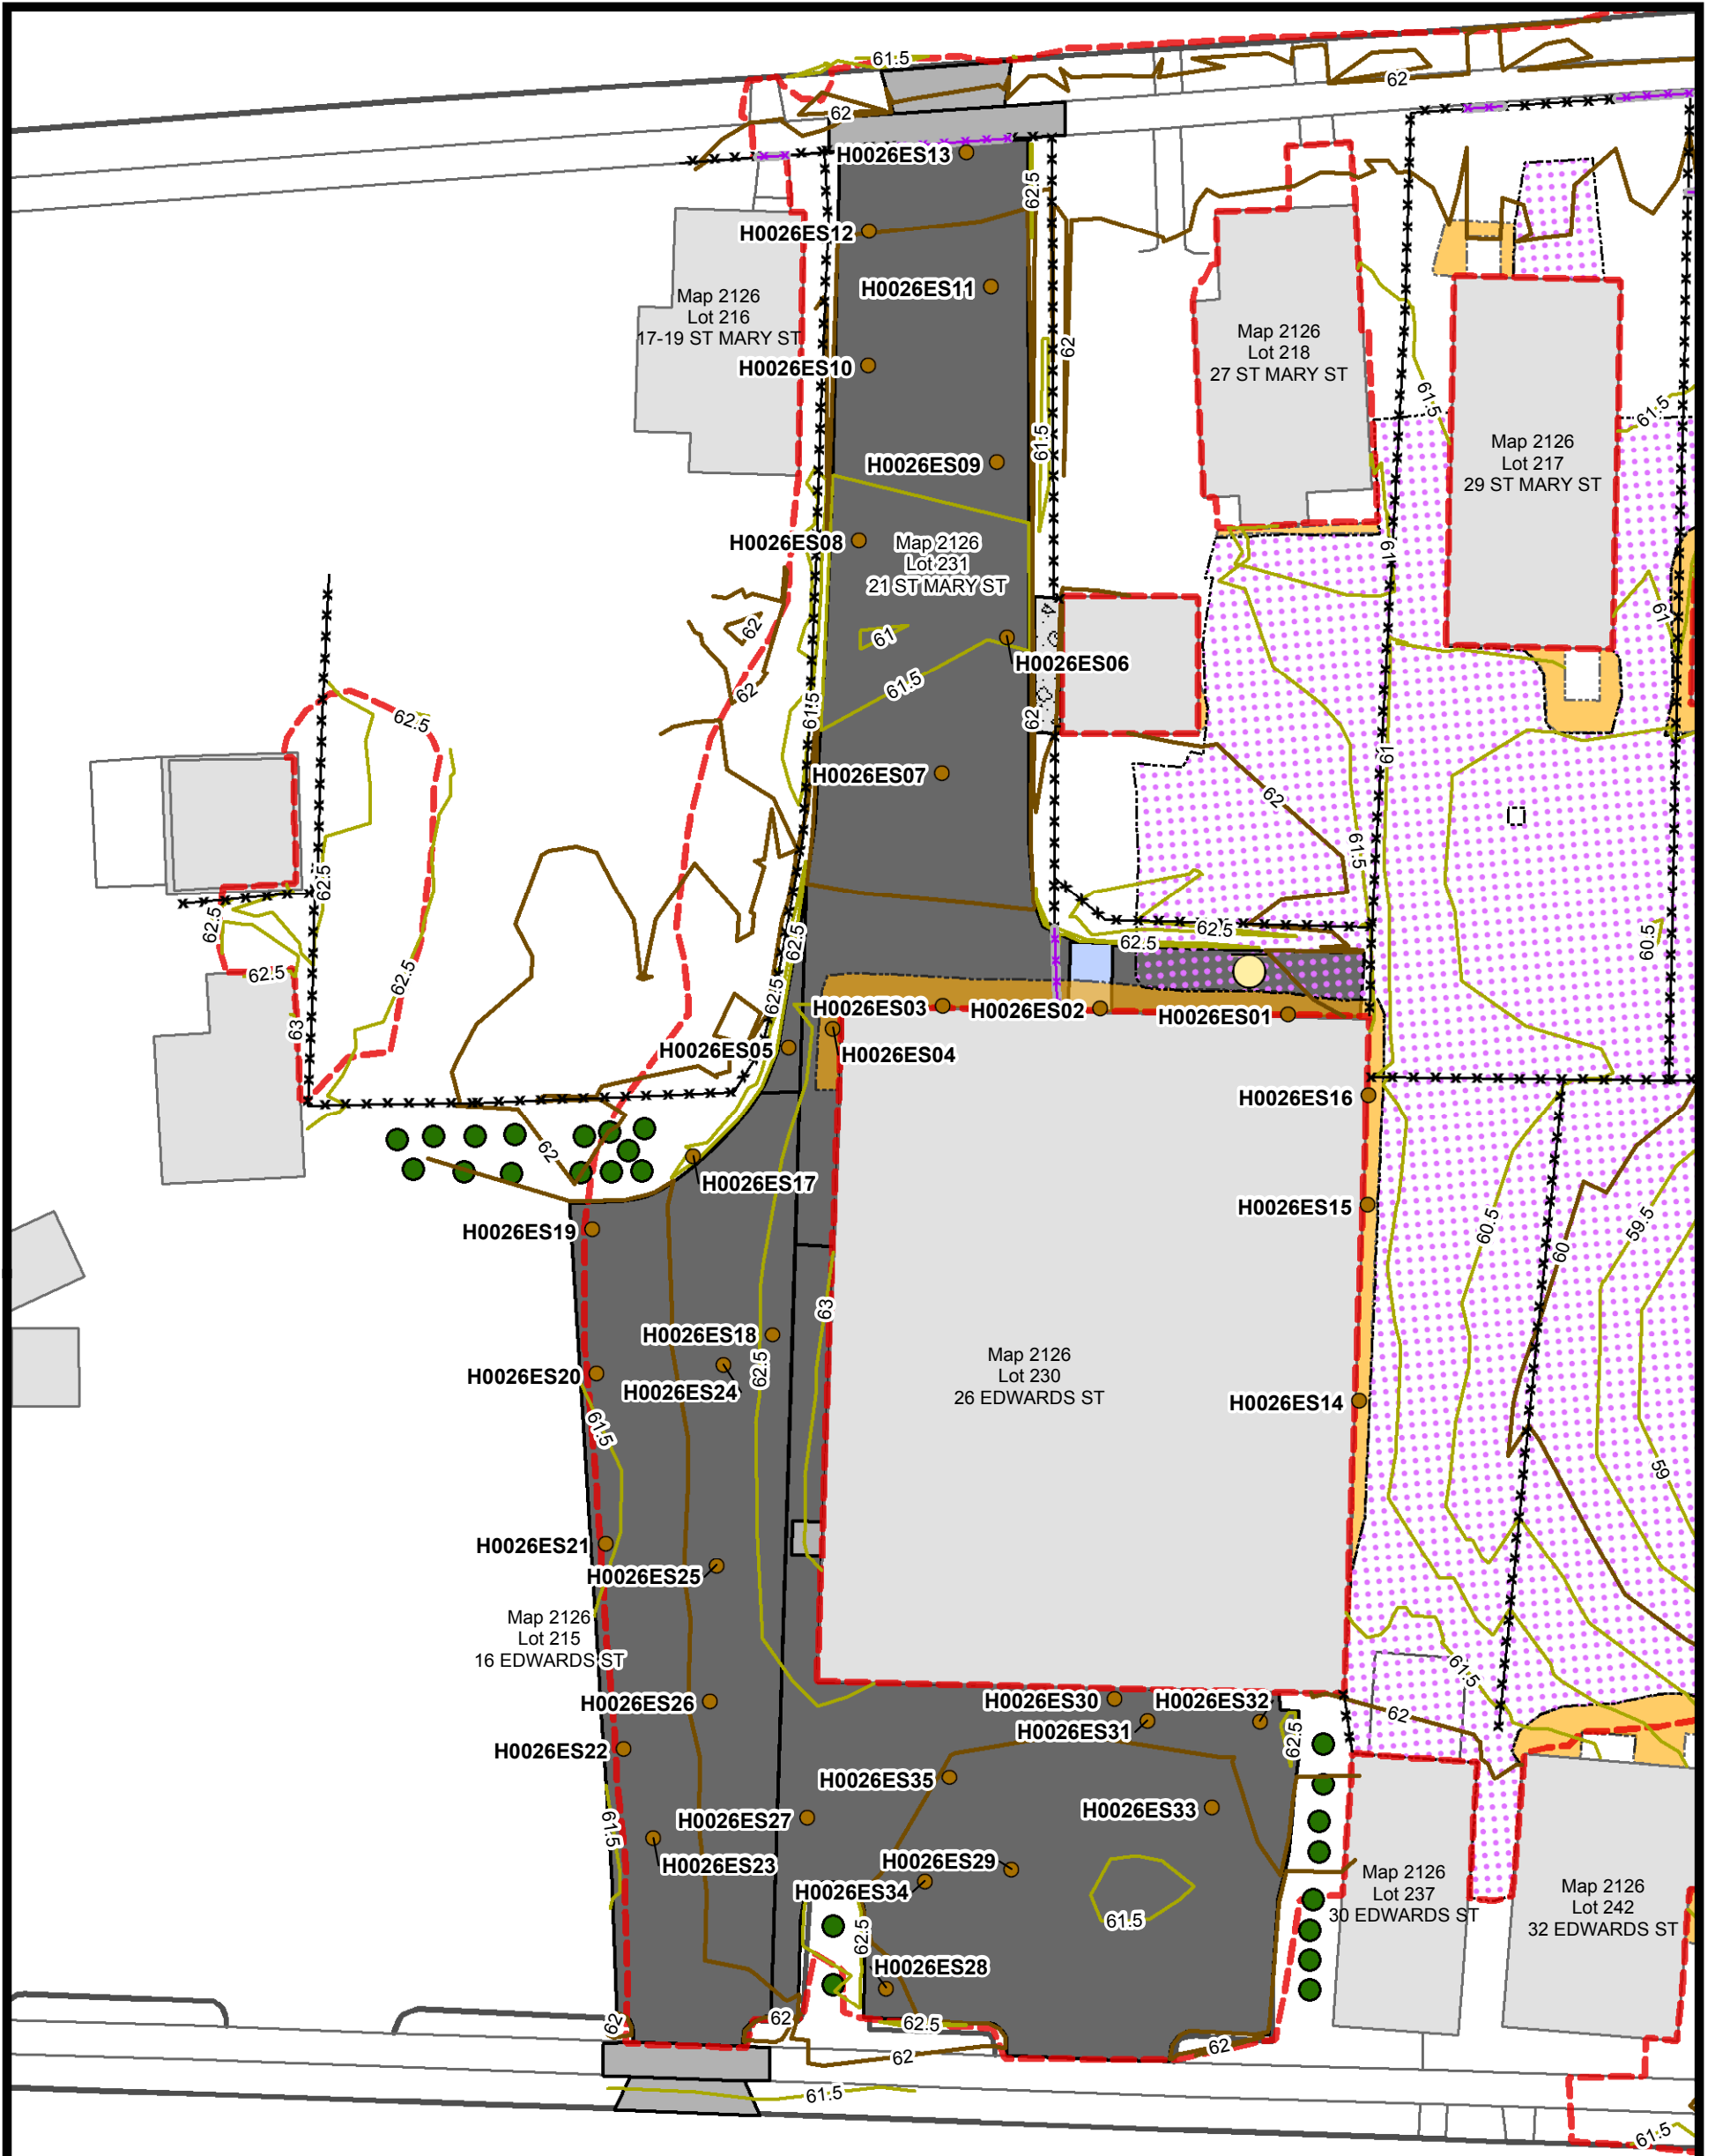 61.5
62
62
H0026ES13
62.5
H0026ES12
H0026ES11
Map 2126
Lot 216
17-19 ST MARY ST
62
Map 2126
Lot 218
27 ST MARY ST
H0026ES10
61.5
61.5
61.5
Map 2126
Lot 217
29 ST MARY ST
H0026ES09
H0026ES08
Map 2126
Lot 231
21 ST MARY ST
61
61
62
61
H0026ES06
61.5
62
61.5
62
62.5
61
H0026ES07
62
61.5
62.5
62.5
62.5
62.5
62.5
60.5
62.5
62.5
62.5
H0026ES03
H0026ES02
H0026ES01
63
H0026ES05
H0026ES04
H0026ES16
62
H0026ES17
H0026ES15
60.5
59.5
60
H0026ES19
63
H0026ES18
62.5
Map 2126
Lot 230
26 EDWARDS ST
H0026ES20
H0026ES24
H0026ES14
61.5
59
H0026ES21
H0026ES25
Map 2126
Lot 215
16 EDWARDS ST
61.5
H0026ES26
H0026ES30
H0026ES32
62
H0026ES31
62.5
H0026ES22
H0026ES35
H0026ES33
H0026ES27
61.5
H0026ES23
H0026ES29
H0026ES34
Map 2126
Lot 237
30 EDWARDS ST
Map 2126
Lot 242
32 EDWARDS ST
61.5
62.5
H0026ES28
62
62
62.5
62
62
61.5
61.5